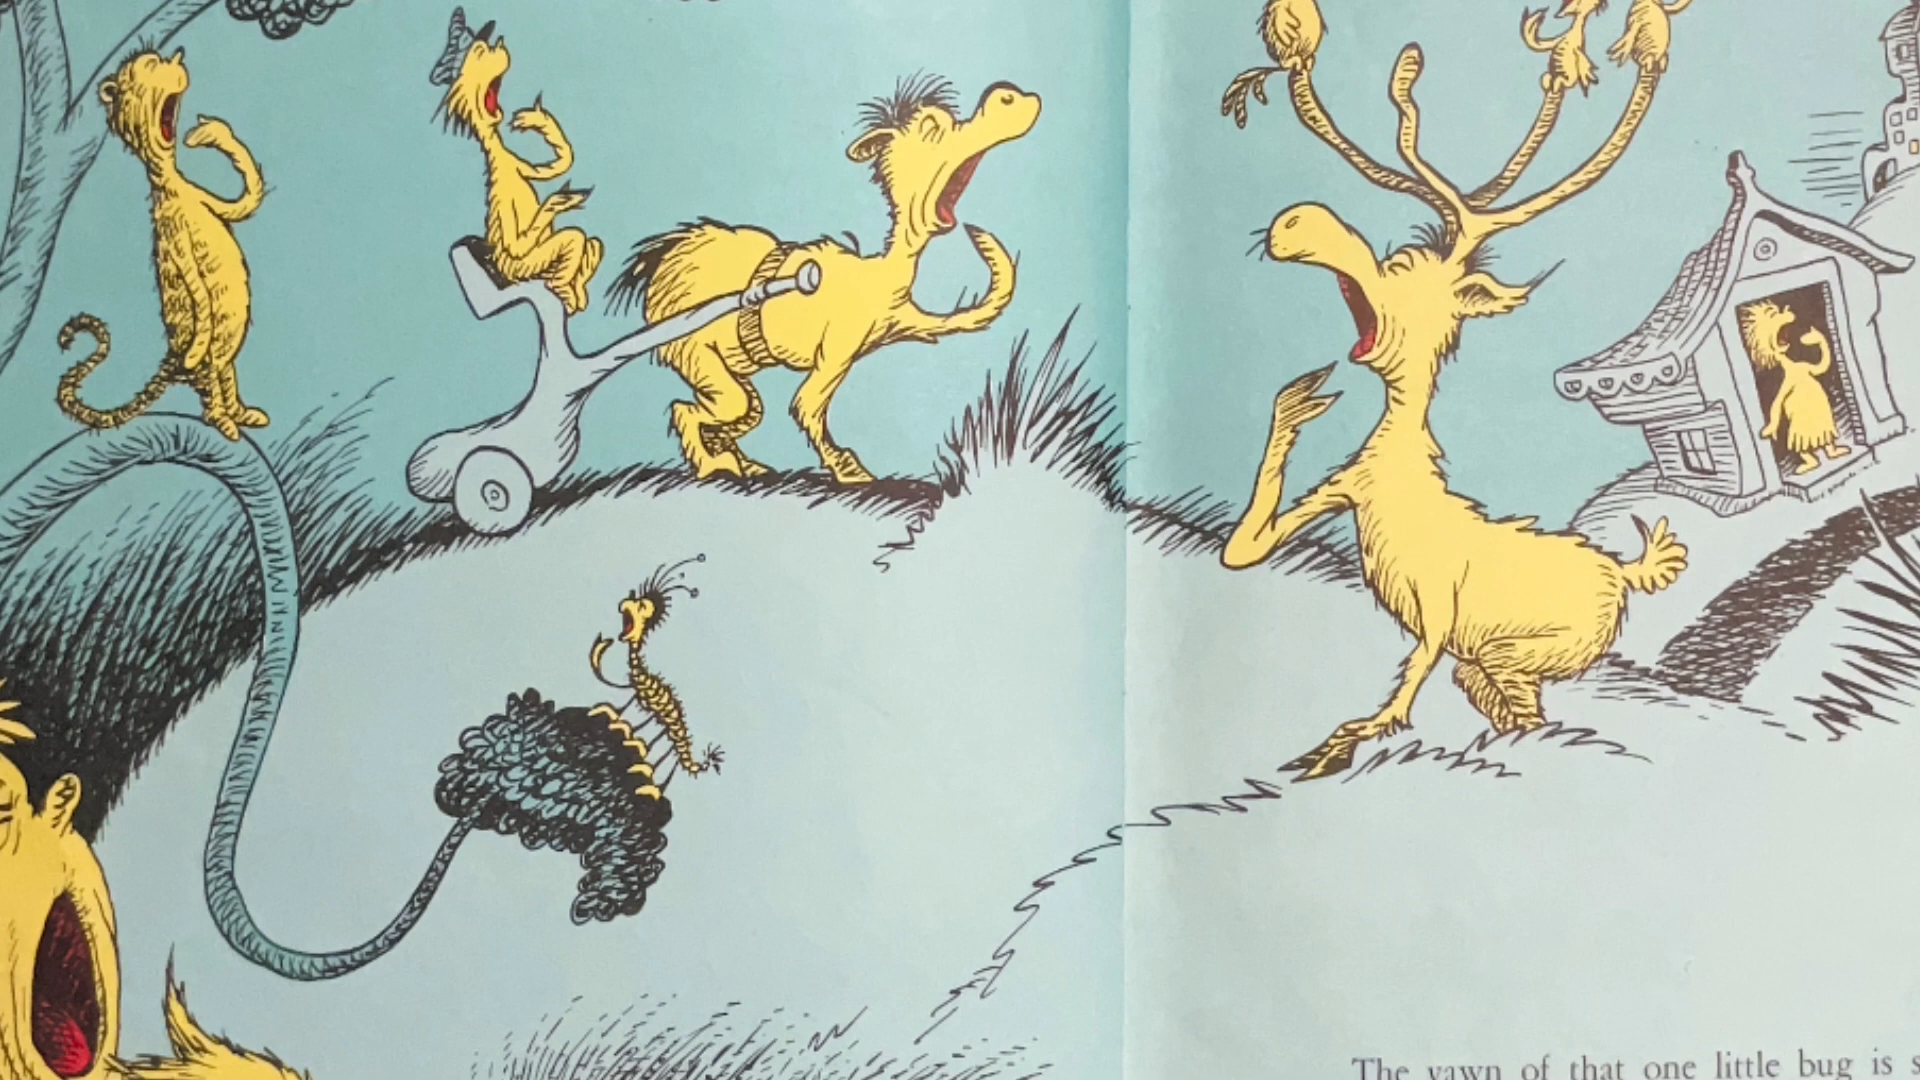 The yawn of that one little bug is